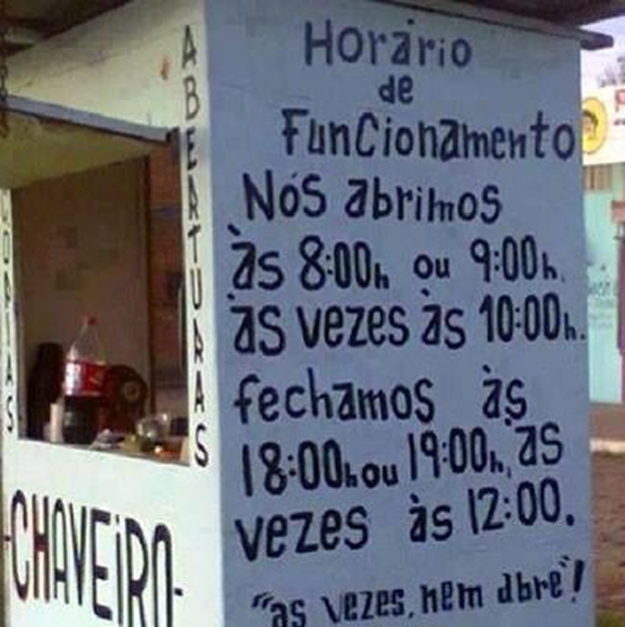 Horário
de
Funcionamento
Nós abrimos
às 8:00h ou 9:00h.
às vezes às 10:00h.
fechamos às
18:00h ou 19:00h, às
vezes às 12:00.
"as vezes, nem abre"!
ABERTURAS
CÓPIAS
-CHAVEIRO-